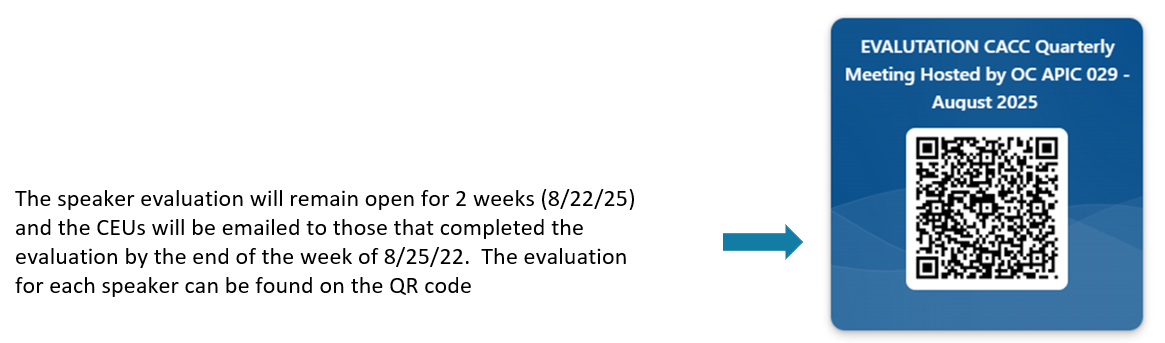 The speaker evaluation will remain open for 2 weeks (8/22/25)
and the CEUs will be emailed to those that completed the
evaluation by the end of the week of 8/25/22.  The evaluation
for each speaker can be found on the QR code
EVALUTATION CACC Quarterly
Meeting Hosted by OC APIC 029 -
August 2025